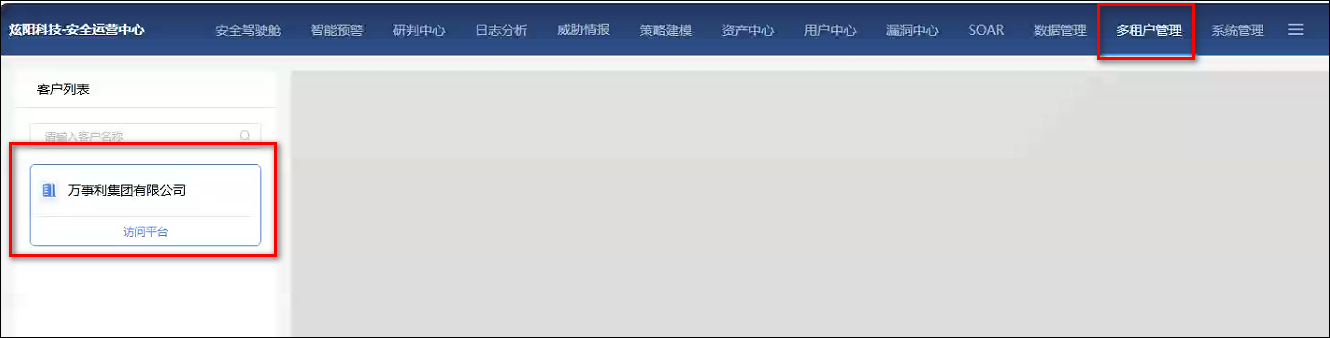 炫阳科技-安全运营中心 安全驾驶舱 智能预警 研判中心 日志分析 威胁情报 策略建模 资产中心 用户中心 漏洞中心 SOAR 数据管理 多租户管理 系统管理
客户列表
请输入客户名称
万事利集团有限公司
访问平台